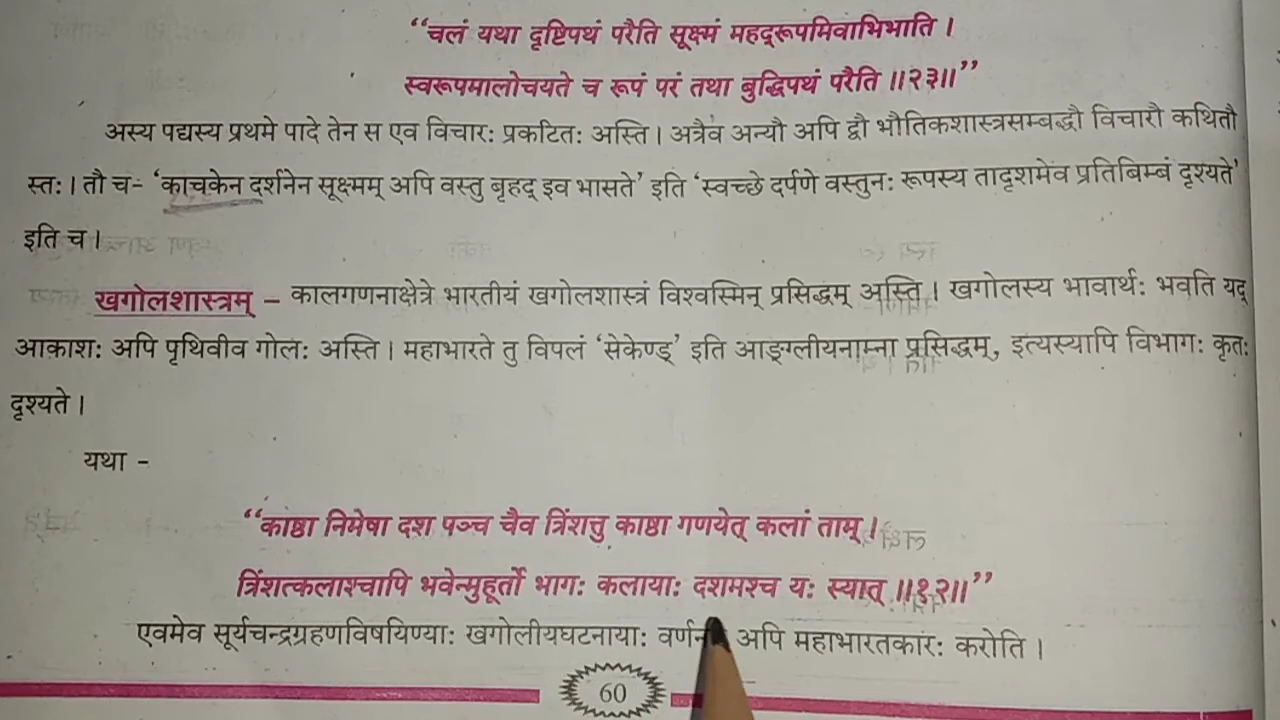 “चलं यथा दृष्टिपथं परैति सूक्ष्मं महद्रूपमिवाभिभाति ।
स्वरूपमालोचयते च रूपं परं तथा बुद्धिपथं परैति ॥२३॥”
अस्य पद्यस्य प्रथमे पादे तेन स एव विचारः प्रकटितः अस्ति । अत्रैव अन्यौ अपि द्वौ भौतिकशास्त्रसम्बद्धौ विचारौ कथितौ
स्तः । तौ च- ‘काचकेन दर्शनेन सूक्ष्मम् अपि वस्तु बृहद् इव भासते’ इति ‘स्वच्छे दर्पणे वस्तुनः रूपस्य तादृशमेव प्रतिबिम्बं दृश्यते’
इति च ।
खगोलशास्त्रम् – कालगणनाक्षेत्रे भारतीयं खगोलशास्त्रं विश्वस्मिन् प्रसिद्धम् अस्ति । खगोलस्य भावार्थः भवति यद्
आकाशः अपि पृथिवीव गोलः अस्ति । महाभारते तु विपलं ‘सेकेण्ड्’ इति आङ्ग्लीयनाम्ना प्रसिद्धम्, इत्यस्यापि विभागः कृतः
दृश्यते ।
यथा -
“काष्ठा निमेषा दश पञ्च चैव त्रिंशत्तु काष्ठा गणयेत् कलां ताम् ।
त्रिंशत्कलाश्चापि भवेन्मुहूर्तो भागः कलायाः दशमश्च यः स्यात् ॥१२॥”
एवमेव सूर्यचन्द्रग्रहणविषयिण्याः खगोलीयघटनायाः अपि महाभारतकारः करोति ।
60